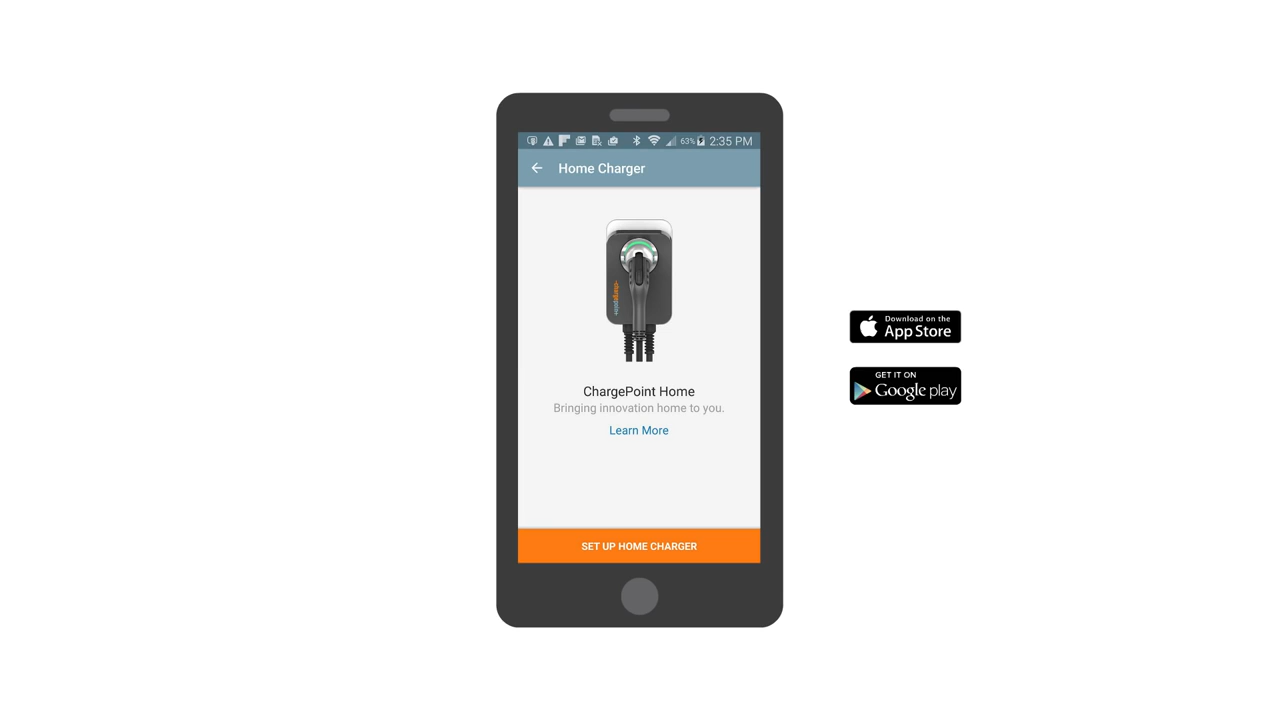 63% 2:35 PM
Home Charger
-chargepoin+
ChargePoint Home
Bringing innovation home to you.
Learn More
SET UP HOME CHARGER
Download on the
App Store
GET IT ON
Google play